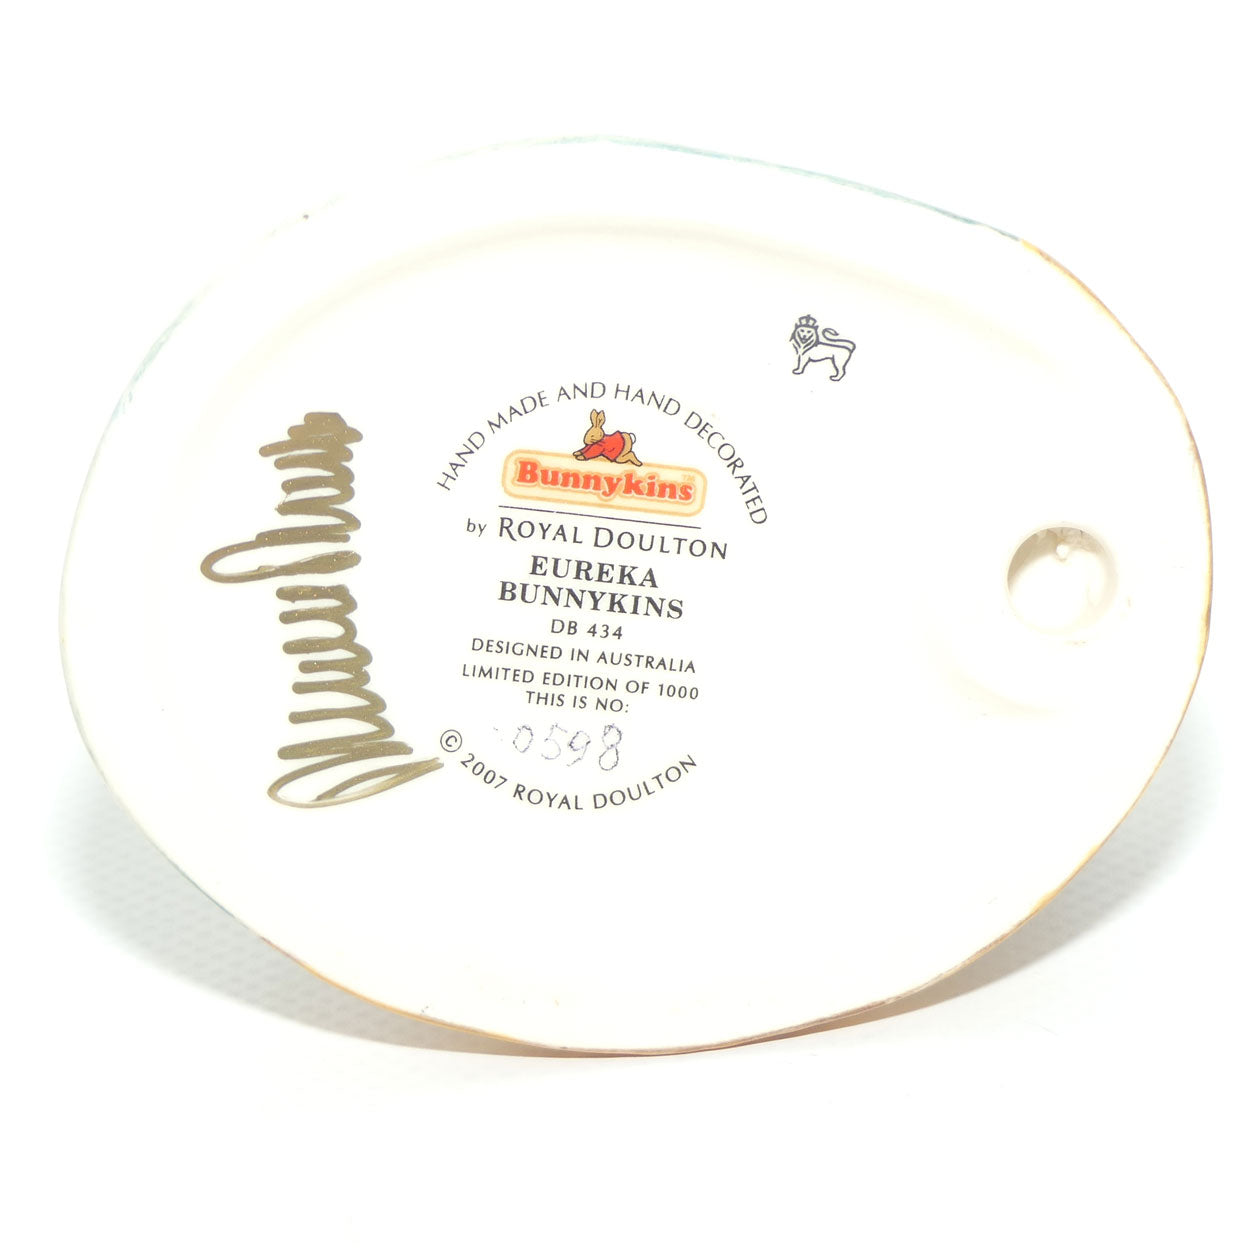 HAND MADE AND HAND DECORATED
Bunnykins™
by ROYAL DOULTON
EUREKA
BUNNYKINS
DB 434
DESIGNED IN AUSTRALIA
LIMITED EDITION OF 1000
THIS IS NO:
0598
© 2007 ROYAL DOULTON